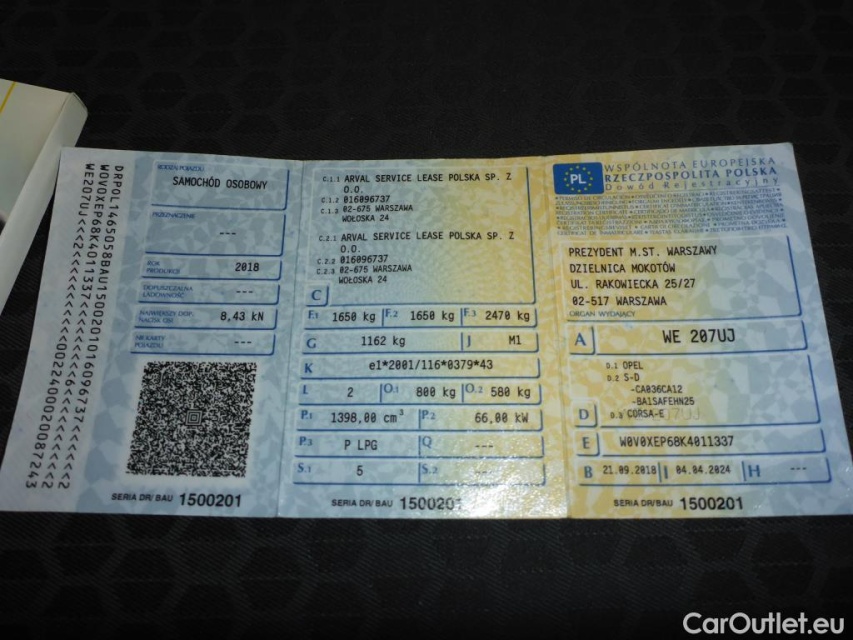 DRPOL1465058BAU1500201016096737<<<<<<<<2
W0V0XEP68K4011337<<<<<<<<<<<
WE207UJ<<2
RODZAJ POJAZDU
SAMOCHÓD OSOBOWY
PRZEZNACZENIE
---
ROK PRODUKCJI
2018
DOPUSZCZALNA ŁADOWNOŚĆ
---
NAJWIĘKSZY DOP. NACISK OSI
8,43 kN
NR KARTY POJAZDU
---
SERIA DR/BAU 1500201
C.1.1 ARVAL SERVICE LEASE POLSKA SP. Z
O.O.
C.1.2 016096737
C.1.3 02-675 WARSZAWA
WOŁOSKA 24
C.2.1 ARVAL SERVICE LEASE POLSKA SP. Z
O.O.
C.2.2 016096737
C.2.3 02-675 WARSZAWA
WOŁOSKA 24
C
F.1 1650 kg F.2 1650 kg F.3 2470 kg
G 1162 kg J M1
K e1*2001/116*0379*43
L 2 O.1 800 kg O.2 580 kg
P.1 1398,00 cm³ P.2 66,00 kW
P.3 P LPG Q ---
S.1 5 S.2 ---
SERIA DR/BAU 1500201
PL
WSPÓLNOTA EUROPEJSKA
RZECZPOSPOLITA POLSKA
Dowód Rejestracyjny
PREZYDENT M.ST. WARSZAWY
DZIELNICA MOKOTÓW
UL. RAKOWIECKA 25/27
02-517 WARSZAWA
ORGAN WYDAJĄCY
A WE 207UJ
D.1 OPEL
D.2 S-D
-CA036CA12
-BA1SAFEHN25
D D.3 CORSA-E
E W0V0XEP68K4011337
B 21.09.2018 I 04.04.2024 H ---
SERIA DR/BAU 1500201
CarOutlet.eu